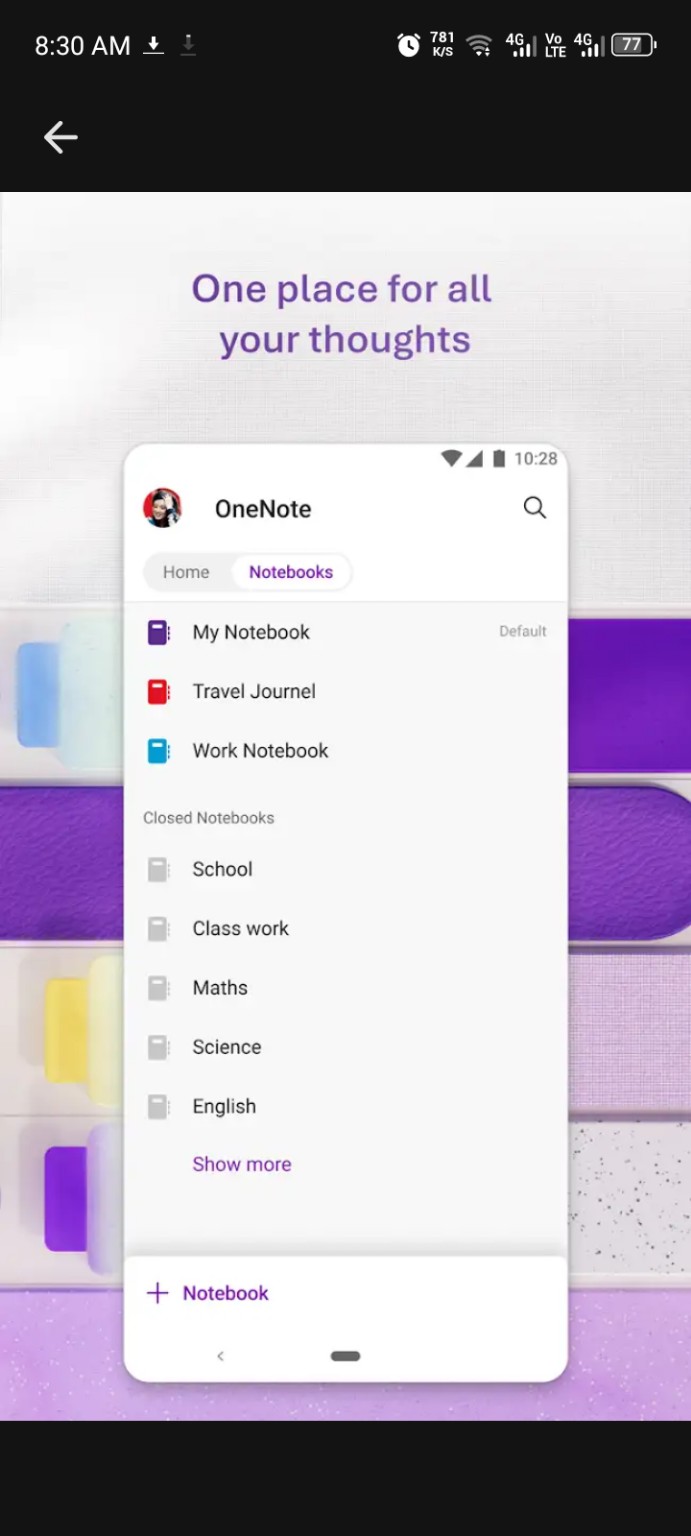 8:30 AM 781 K/S 4G Vo LTE 4G 77
One place for all
your thoughts
10:28
OneNote
Home Notebooks
My Notebook Default
Travel Journel
Work Notebook
Closed Notebooks
School
Class work
Maths
Science
English
Show more
+ Notebook